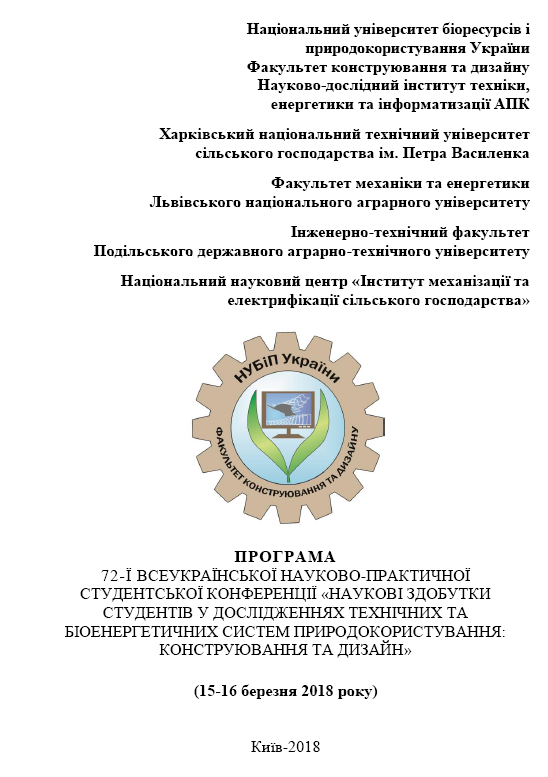 Національний університет біоресурсів і
природокористування України
Факультет конструювання та дизайну
Науково-дослідний інститут техніки,
енергетики та інформатизації АПК
Харківський національний технічний університет
сільського господарства ім. Петра Василенка
Факультет механіки та енергетики
Львівського національного аграрного університету
Інженерно-технічний факультет
Подільського державного аграрно-технічного університету
Національний науковий центр «Інститут механізації та
електрифікації сільського господарства»
НУБіП України
ФАКУЛЬТЕТ КОНСТРУЮВАННЯ ТА ДИЗАЙНУ
ПРОГРАМА
72-Ї ВСЕУКРАЇНСЬКОЇ НАУКОВО-ПРАКТИЧНОЇ
СТУДЕНТСЬКОЇ КОНФЕРЕНЦІЇ «НАУКОВІ ЗДОБУТКИ
СТУДЕНТІВ У ДОСЛІДЖЕННЯХ ТЕХНІЧНИХ ТА
БІОЕНЕРГЕТИЧНИХ СИСТЕМ ПРИРОДОКОРИСТУВАННЯ:
КОНСТРУЮВАННЯ ТА ДИЗАЙН»
(15-16 березня 2018 року)
Київ-2018